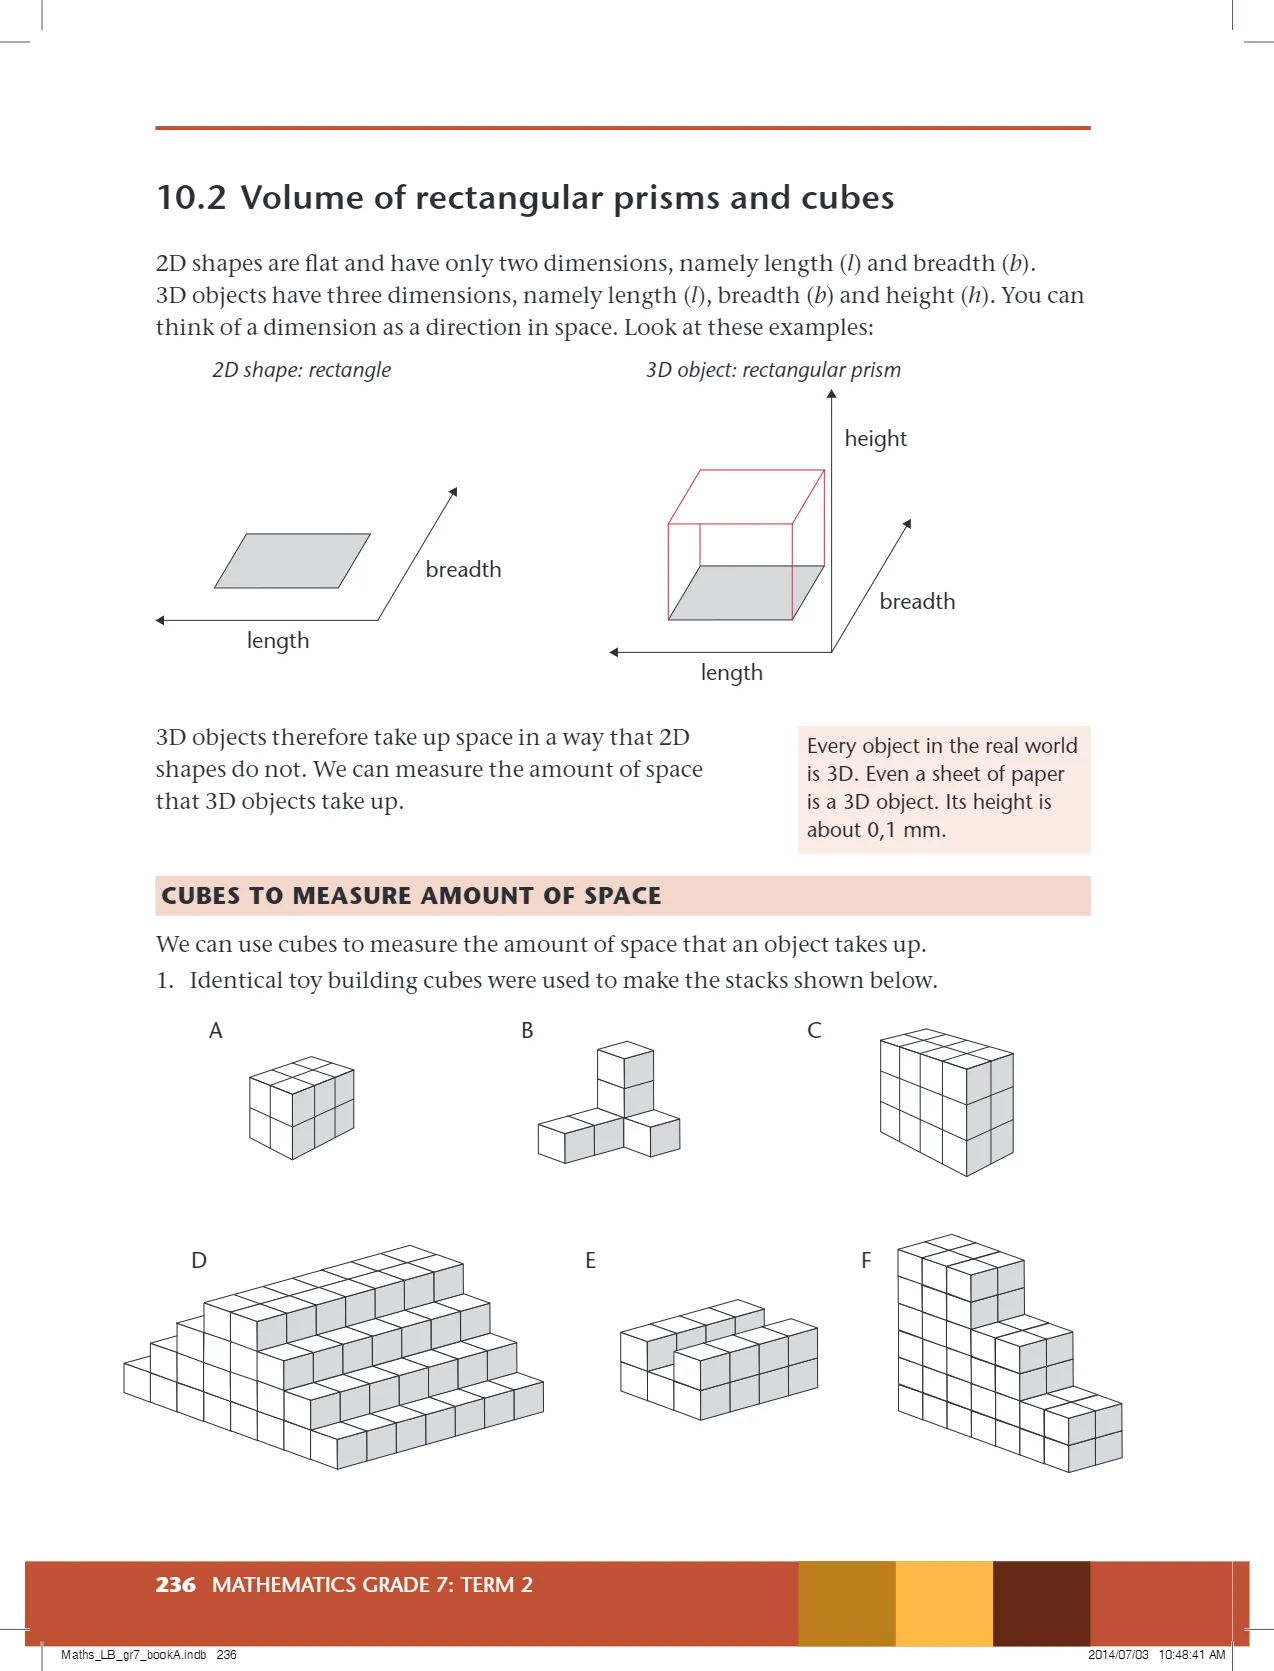 10.2 Volume of rectangular prisms and cubes
2D shapes are flat and have only two dimensions, namely length (l) and breadth (b).
3D objects have three dimensions, namely length (l), breadth (b) and height (h). You can
think of a dimension as a direction in space. Look at these examples:
2D shape: rectangle
3D object: rectangular prism
height
breadth
breadth
length
length
3D objects therefore take up space in a way that 2D
shapes do not. We can measure the amount of space
that 3D objects take up.
Every object in the real world
is 3D. Even a sheet of paper
is a 3D object. Its height is
about 0,1 mm.
CUBES TO MEASURE AMOUNT OF SPACE
We can use cubes to measure the amount of space that an object takes up.
1. Identical toy building cubes were used to make the stacks shown below.
A
B
C
D
E
F
236 MATHEMATICS GRADE 7: TERM 2
Maths_LB_gr7_bookA.indb 236
2014/07/03 10:48:41 AM